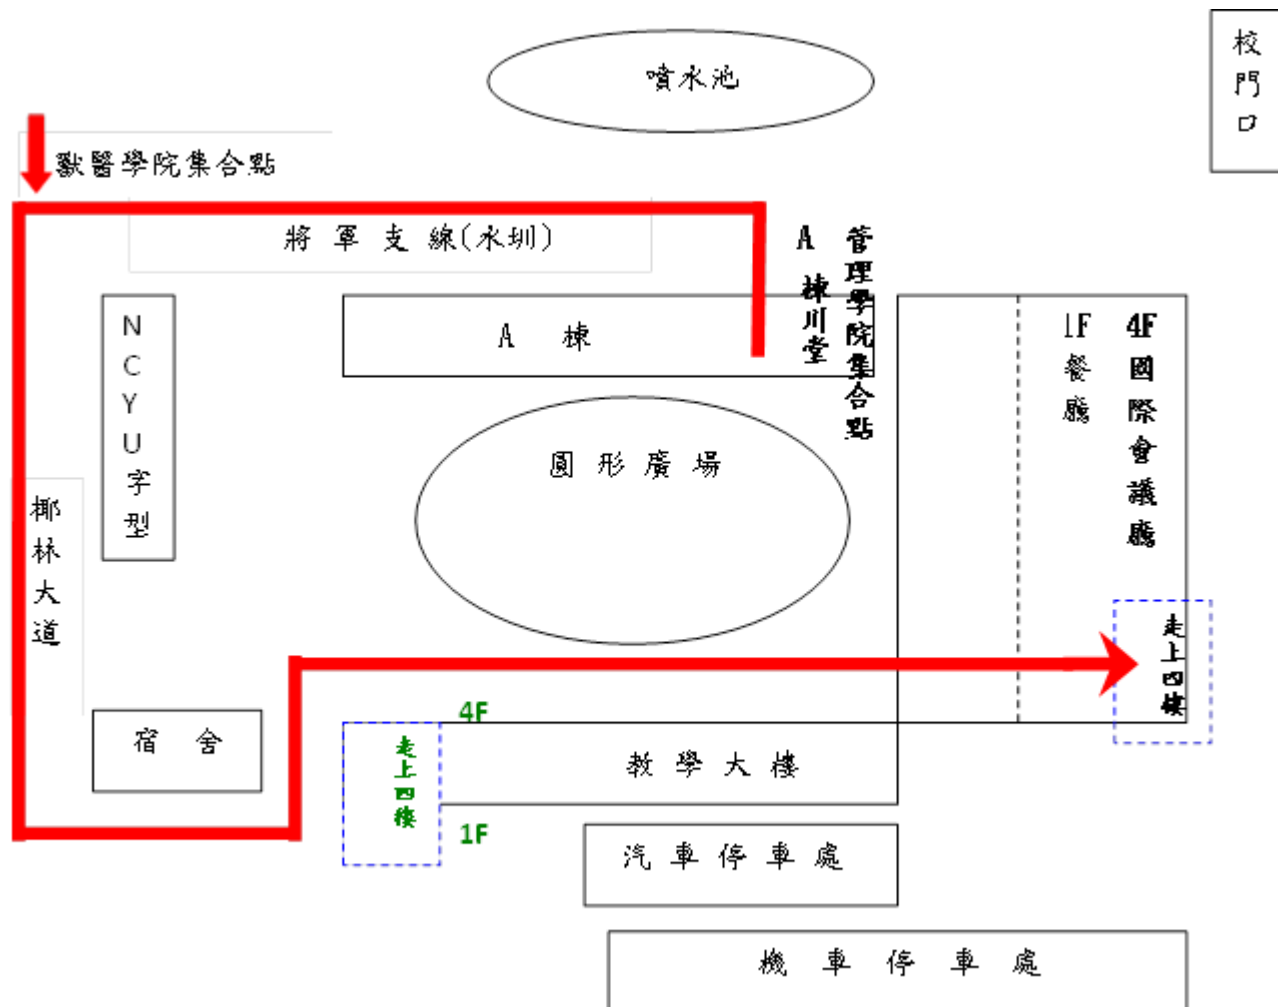 噴水池
校門口
獸醫學院集合點
將軍支線(水圳)
A棟川堂
管理學院集合點
NCYU字型
A 棟
1F餐廳
4F國際會議廳
圓形廣場
椰林大道
走上四樓
宿舍
4F
走上四樓
教學大樓
1F
汽車停車處
機車停車處